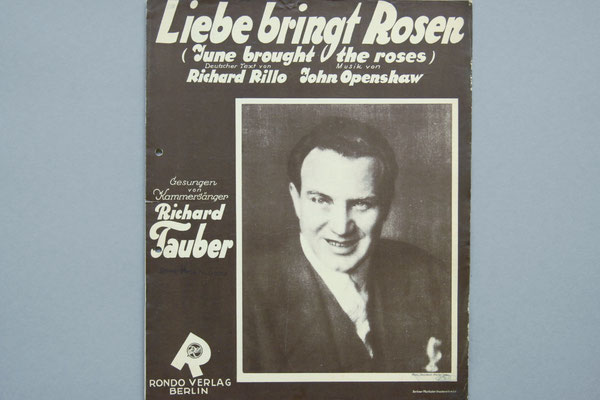 Liebe bringt Rosen
(June brought the roses)
Deutscher Text von Musik von
Richard Rillo John Openshaw
Gesungen
von
Kammersänger
Richard
Tauber
R
RONDO VERLAG
BERLIN